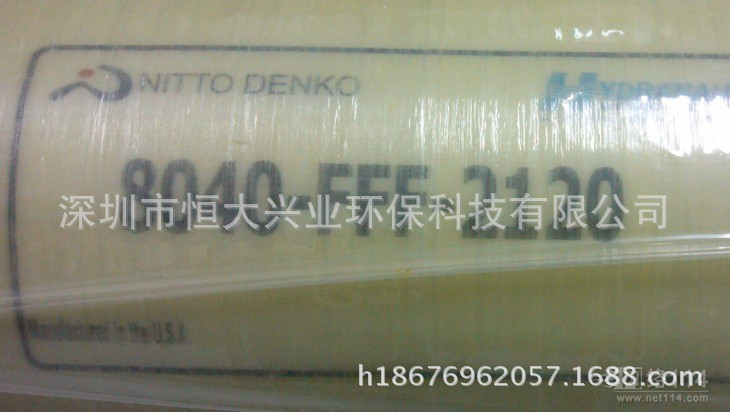 NITTO DENKO
8040-FFF-2120
深圳市恒大兴业环保科技有限公司
Manufactured in the U.S.A
h18676962057.1688.com
www.net114.com